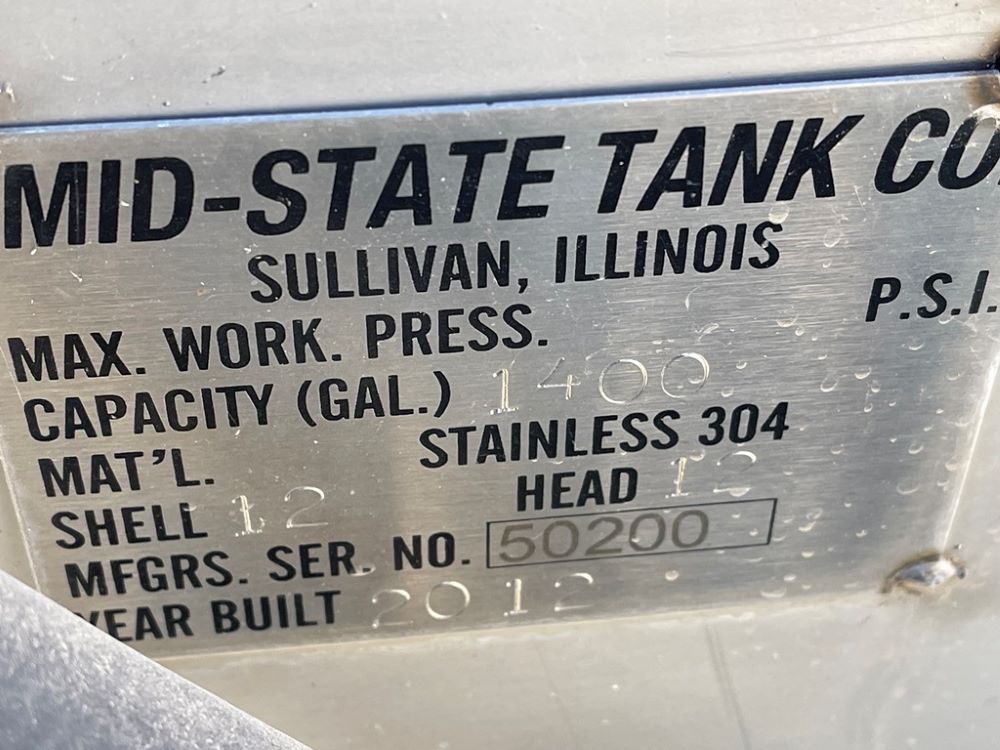 MID-STATE TANK CO.
SULLIVAN, ILLINOIS
MAX. WORK. PRESS. P.S.I.
CAPACITY (GAL.) 1400
MAT'L. STAINLESS 304
SHELL 12 HEAD 12
MFGRS. SER. NO. 50200
YEAR BUILT 2012